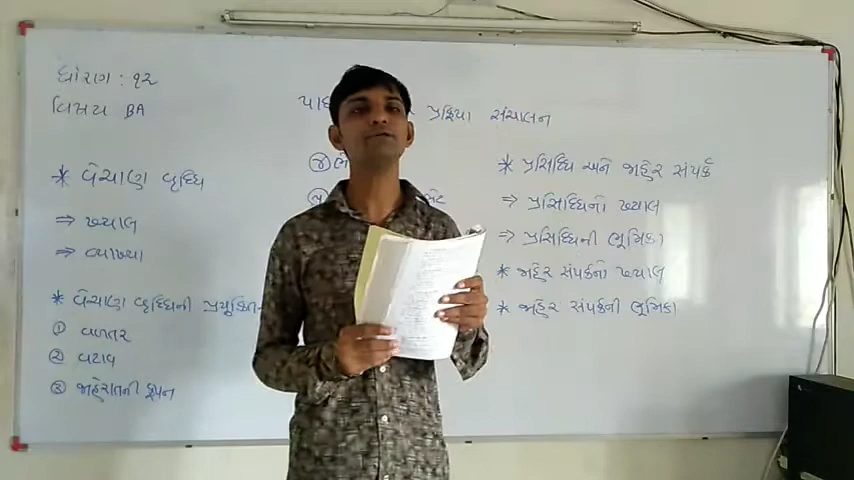 ધોરણ : ૧૨
વિષય BA
પ્રક્રિયા સંચાલન
* વેચાણ વૃધ્ધિ
⇒ ખ્યાલ
⇒ વ્યાખ્યા
* વેચાણ વૃધ્ધિની
① વળતર
② વટાવ
③ જાહેરાતની કૂપન
* પ્રસિધ્ધિ અને જાહેર સંપર્ક
⇒ પ્રસિધ્ધિનો ખ્યાલ
⇒ પ્રસિધ્ધિની ભૂમિકા
* જાહેર સંપર્કનો ખ્યાલ
* જાહેર સંપર્કની ભૂમિકા